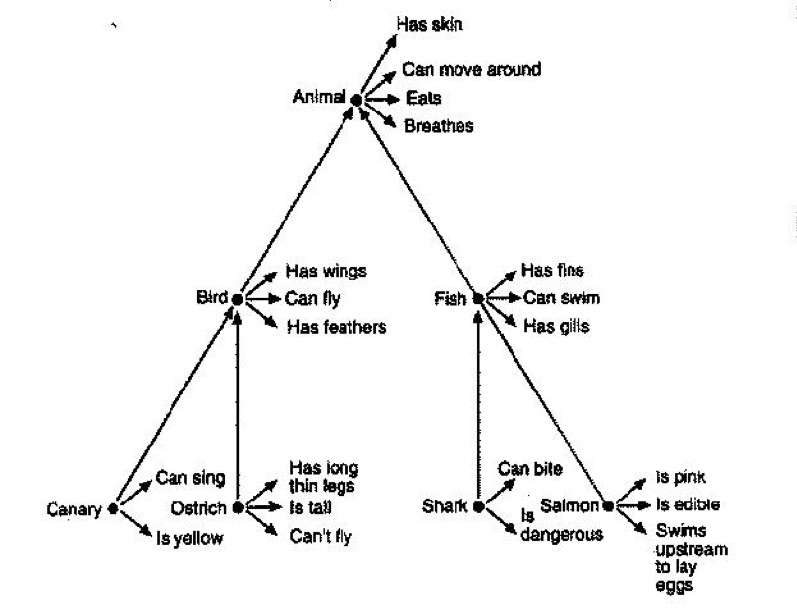 Has skin
Can move around
Animal
Eats
Breathes
Has wings
Bird
Can fly
Has feathers
Has fins
Fish
Can swim
Has gills
Can sing
Canary
Is yellow
Has long
thin legs
Ostrich
Is tall
Can't fly
Can bite
Shark
Is
dangerous
Is pink
Salmon
Is edible
Swims
upstream
to lay
eggs